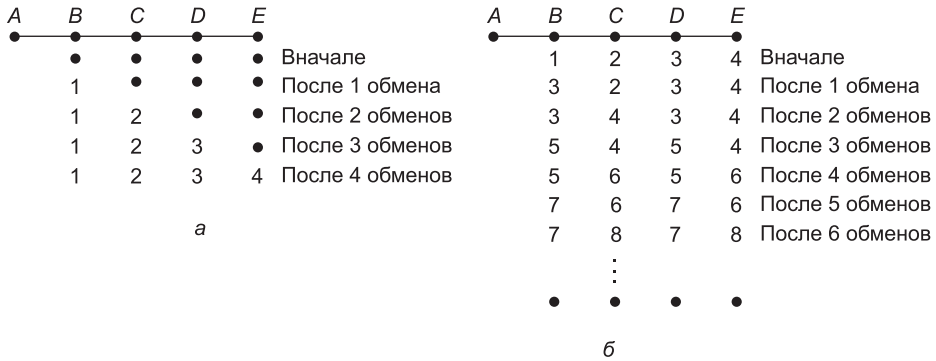 A B C D E
Вначале
1 После 1 обмена
1 2 После 2 обменов
1 2 3 После 3 обменов
1 2 3 4 После 4 обменов
а
A B C D E
1 2 3 4 Вначале
3 2 3 4 После 1 обмена
3 4 3 4 После 2 обменов
5 4 5 4 После 3 обменов
5 6 5 6 После 4 обменов
7 6 7 6 После 5 обменов
7 8 7 8 После 6 обменов
б